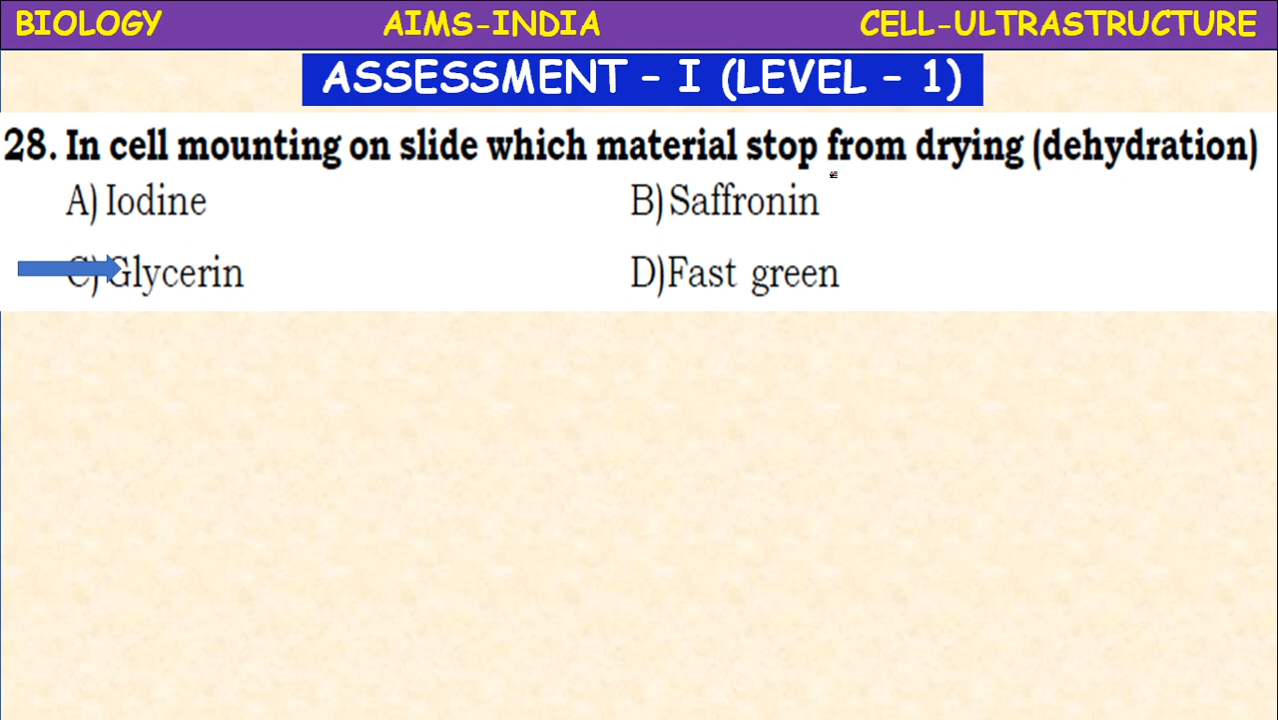 BIOLOGY AIMS-INDIA CELL-ULTRASTRUCTURE
ASSESSMENT – I (LEVEL – 1)
28. In cell mounting on slide which material stop from drying (dehydration)
A) Iodine B) Saffronin
C) Glycerin D) Fast green